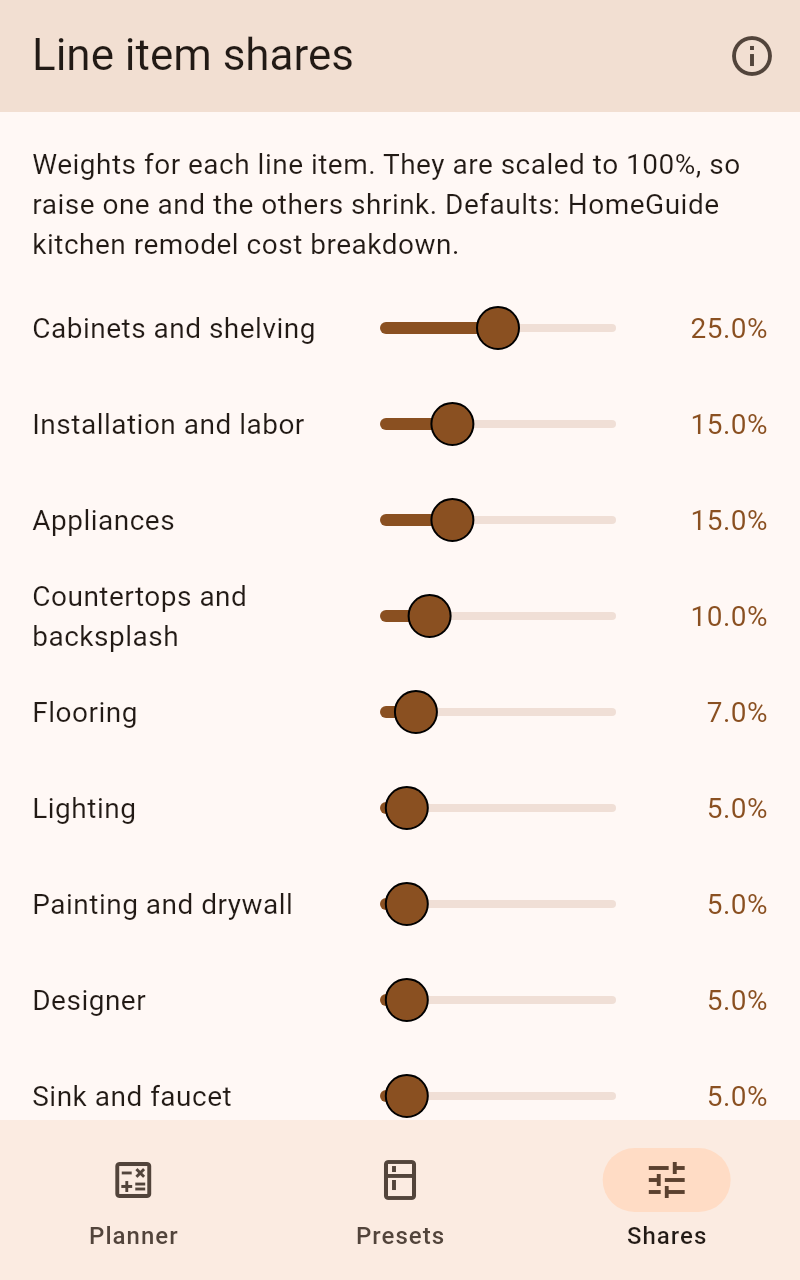 Line item shares
Weights for each line item. They are scaled to 100%, so
raise one and the others shrink. Defaults: HomeGuide
kitchen remodel cost breakdown.
Cabinets and shelving 25.0%
Installation and labor 15.0%
Appliances 15.0%
Countertops and
backsplash 10.0%
Flooring 7.0%
Lighting 5.0%
Painting and drywall 5.0%
Designer 5.0%
Sink and faucet 5.0%
Planner Presets Shares